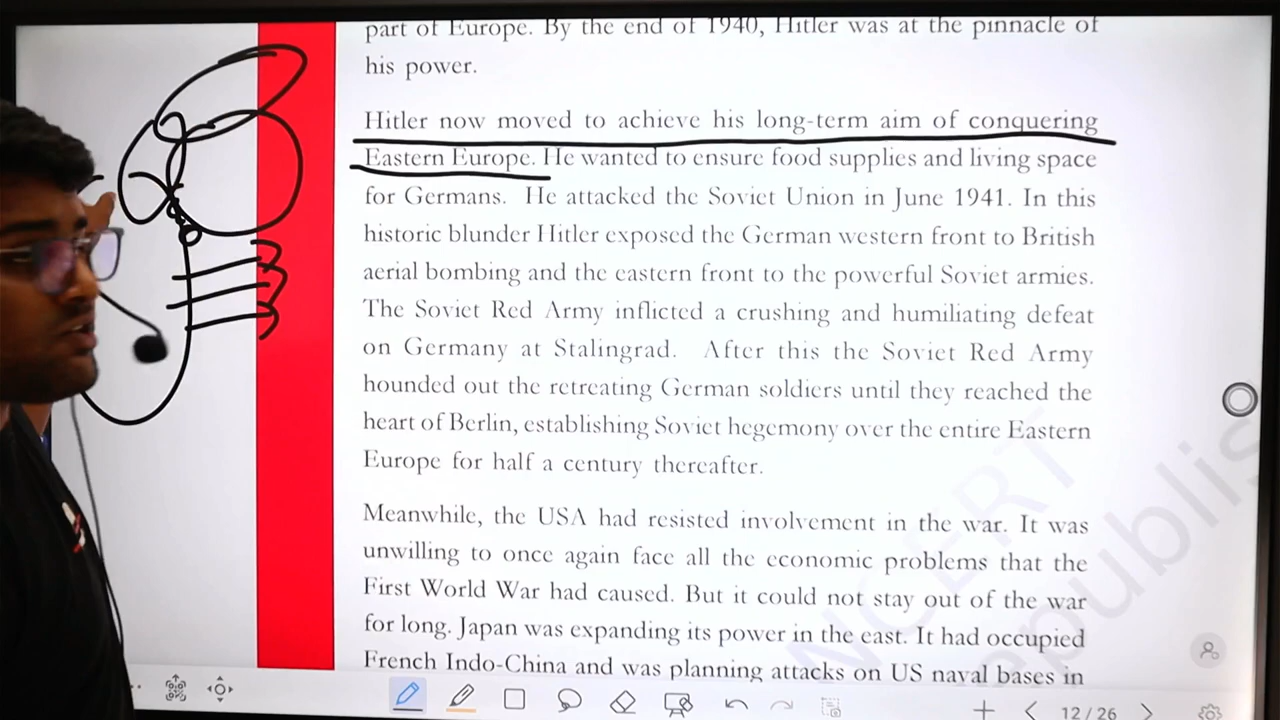 part of Europe. By the end of 1940, Hitler was at the pinnacle of
his power.
Hitler now moved to achieve his long-term aim of conquering
Eastern Europe. He wanted to ensure food supplies and living space
for Germans. He attacked the Soviet Union in June 1941. In this
historic blunder Hitler exposed the German western front to British
aerial bombing and the eastern front to the powerful Soviet armies.
The Soviet Red Army inflicted a crushing and humiliating defeat
on Germany at Stalingrad. After this the Soviet Red Army
hounded out the retreating German soldiers until they reached the
heart of Berlin, establishing Soviet hegemony over the entire Eastern
Europe for half a century thereafter.
Meanwhile, the USA had resisted involvement in the war. It was
unwilling to once again face all the economic problems that the
First World War had caused. But it could not stay out of the war
for long. Japan was expanding its power in the east. It had occupied
French Indo-China and was planning attacks on US naval bases in
NCERT
republis
12/26